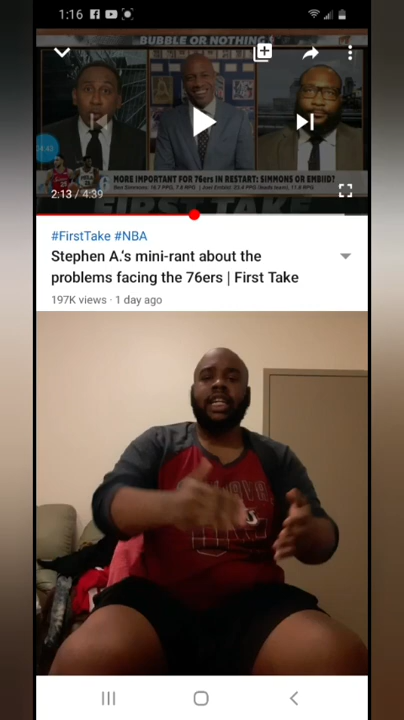 1:16
BUBBLE OR NOTHING
04:43
MORE IMPORTANT FOR 76ers IN RESTART: SIMMONS OR EMBIID?
2:13 / 4:39
FIRST TAKE
#FirstTake #NBA
Stephen A.'s mini-rant about the
problems facing the 76ers | First Take
197K views · 1 day ago